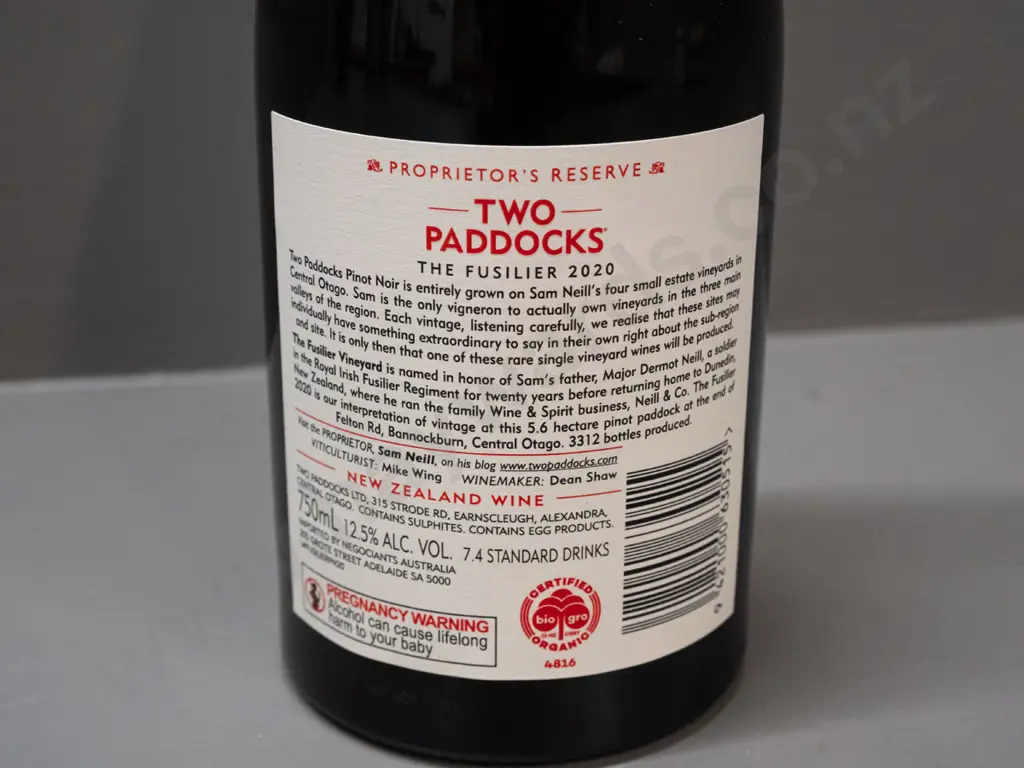 PROPRIETOR'S RESERVE
TWO
PADDOCKS
THE FUSILIER 2020
Two Paddocks Pinot Noir is entirely grown on Sam Neill's four small estate vineyards in
Central Otago. Sam is the only vigneron to actually own vineyards in the three main
valleys of the region. Each vintage, listening carefully, we realise that these sites may
individually have something extraordinary to say in their own right about the sub-region
and site. It is only then that one of these rare single vineyard wines will be produced.
The Fusilier Vineyard is named in honor of Sam's father, Major Dermot Neill, a soldier
in the Royal Irish Fusilier Regiment for twenty years before returning home to Dunedin,
New Zealand, where he ran the family Wine & Spirit business, Neill & Co. The Fusilier
2020 is our interpretation of vintage at this 5.6 hectare pinot paddock at the end of
Felton Rd, Bannockburn, Central Otago. 3312 bottles produced.
Visit the PROPRIETOR, Sam Neill, on his blog www.twopaddocks.com
VITICULTURIST: Mike Wing WINEMAKER: Dean Shaw
NEW ZEALAND WINE
TWO PADDOCKS LTD, 315 STRODE RD, EARNSCLEUGH, ALEXANDRA,
CENTRAL OTAGO. CONTAINS SULPHITES. CONTAINS EGG PRODUCTS.
750mL 12.5% ALC. VOL. 7.4 STANDARD DRINKS
IMPORTED BY NEGOCIANTS AUSTRALIA
205 GROTE STREET ADELAIDE SA 5000
PREGNANCY WARNING
Alcohol can cause lifelong
harm to your baby
CERTIFIED
bio gro
ORGANIC
4816
9 421000 630515 >
ds.co.nz